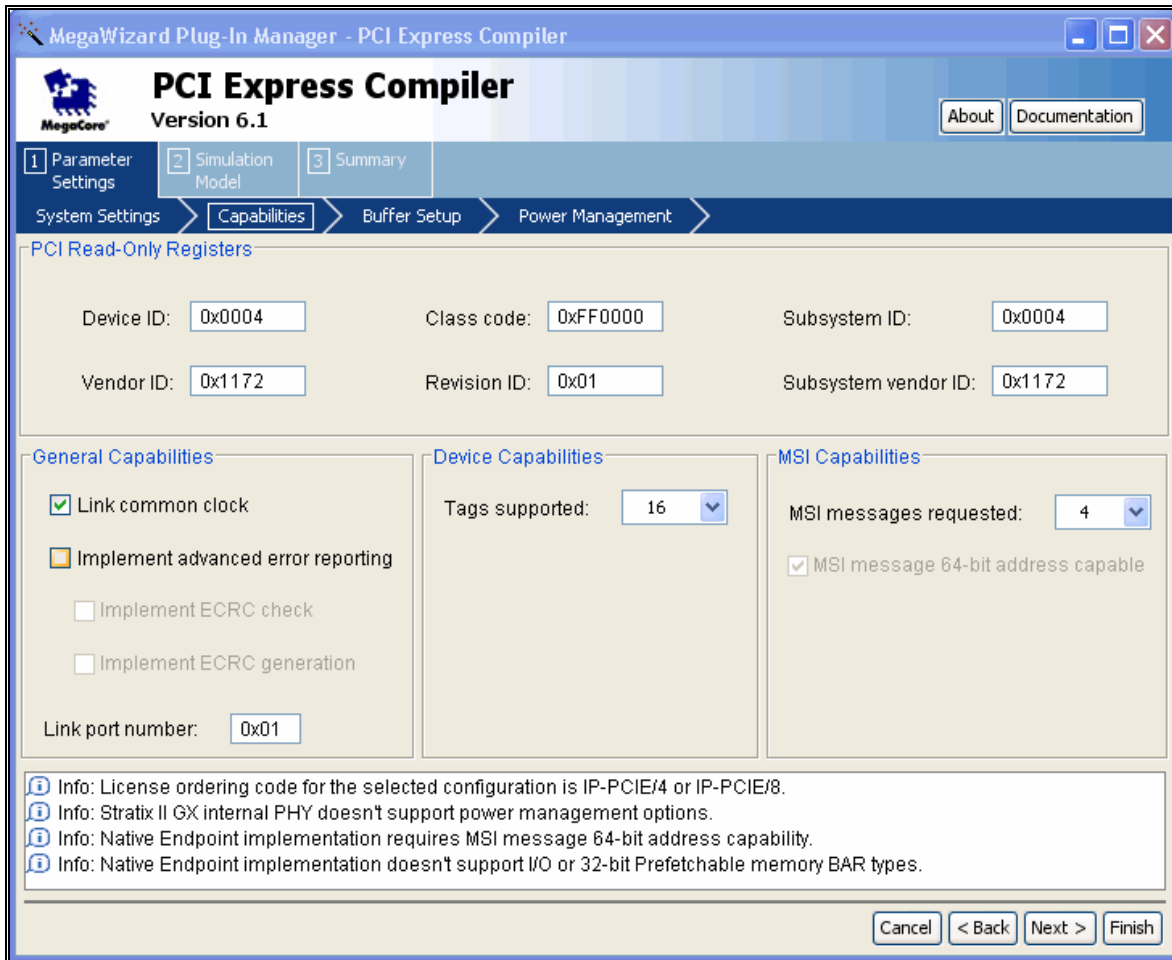 MegaWizard Plug-In Manager - PCI Express Compiler
MegaCore®
PCI Express Compiler
Version 6.1
About
Documentation
1 Parameter Settings
2 Simulation Model
3 Summary
System Settings
Capabilities
Buffer Setup
Power Management
PCI Read-Only Registers
Device ID: 0x0004
Class code: 0xFF0000
Subsystem ID: 0x0004
Vendor ID: 0x1172
Revision ID: 0x01
Subsystem vendor ID: 0x1172
General Capabilities
Link common clock
Implement advanced error reporting
Implement ECRC check
Implement ECRC generation
Link port number: 0x01
Device Capabilities
Tags supported: 16
MSI Capabilities
MSI messages requested: 4
MSI message 64-bit address capable
Info: License ordering code for the selected configuration is IP-PCIE/4 or IP-PCIE/8.
Info: Stratix II GX internal PHY doesn't support power management options.
Info: Native Endpoint implementation requires MSI message 64-bit address capability.
Info: Native Endpoint implementation doesn't support I/O or 32-bit Prefetchable memory BAR types.
Cancel
< Back
Next >
Finish